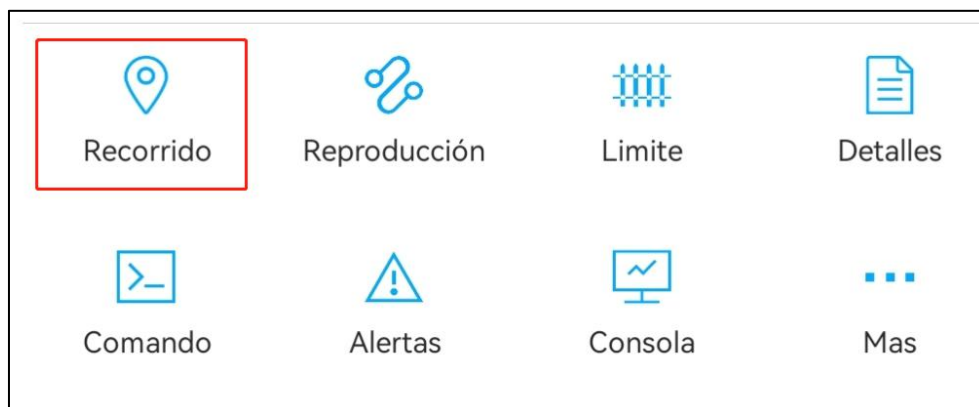 Recorrido Reproducción Limite Detalles
Comando Alertas Consola Mas